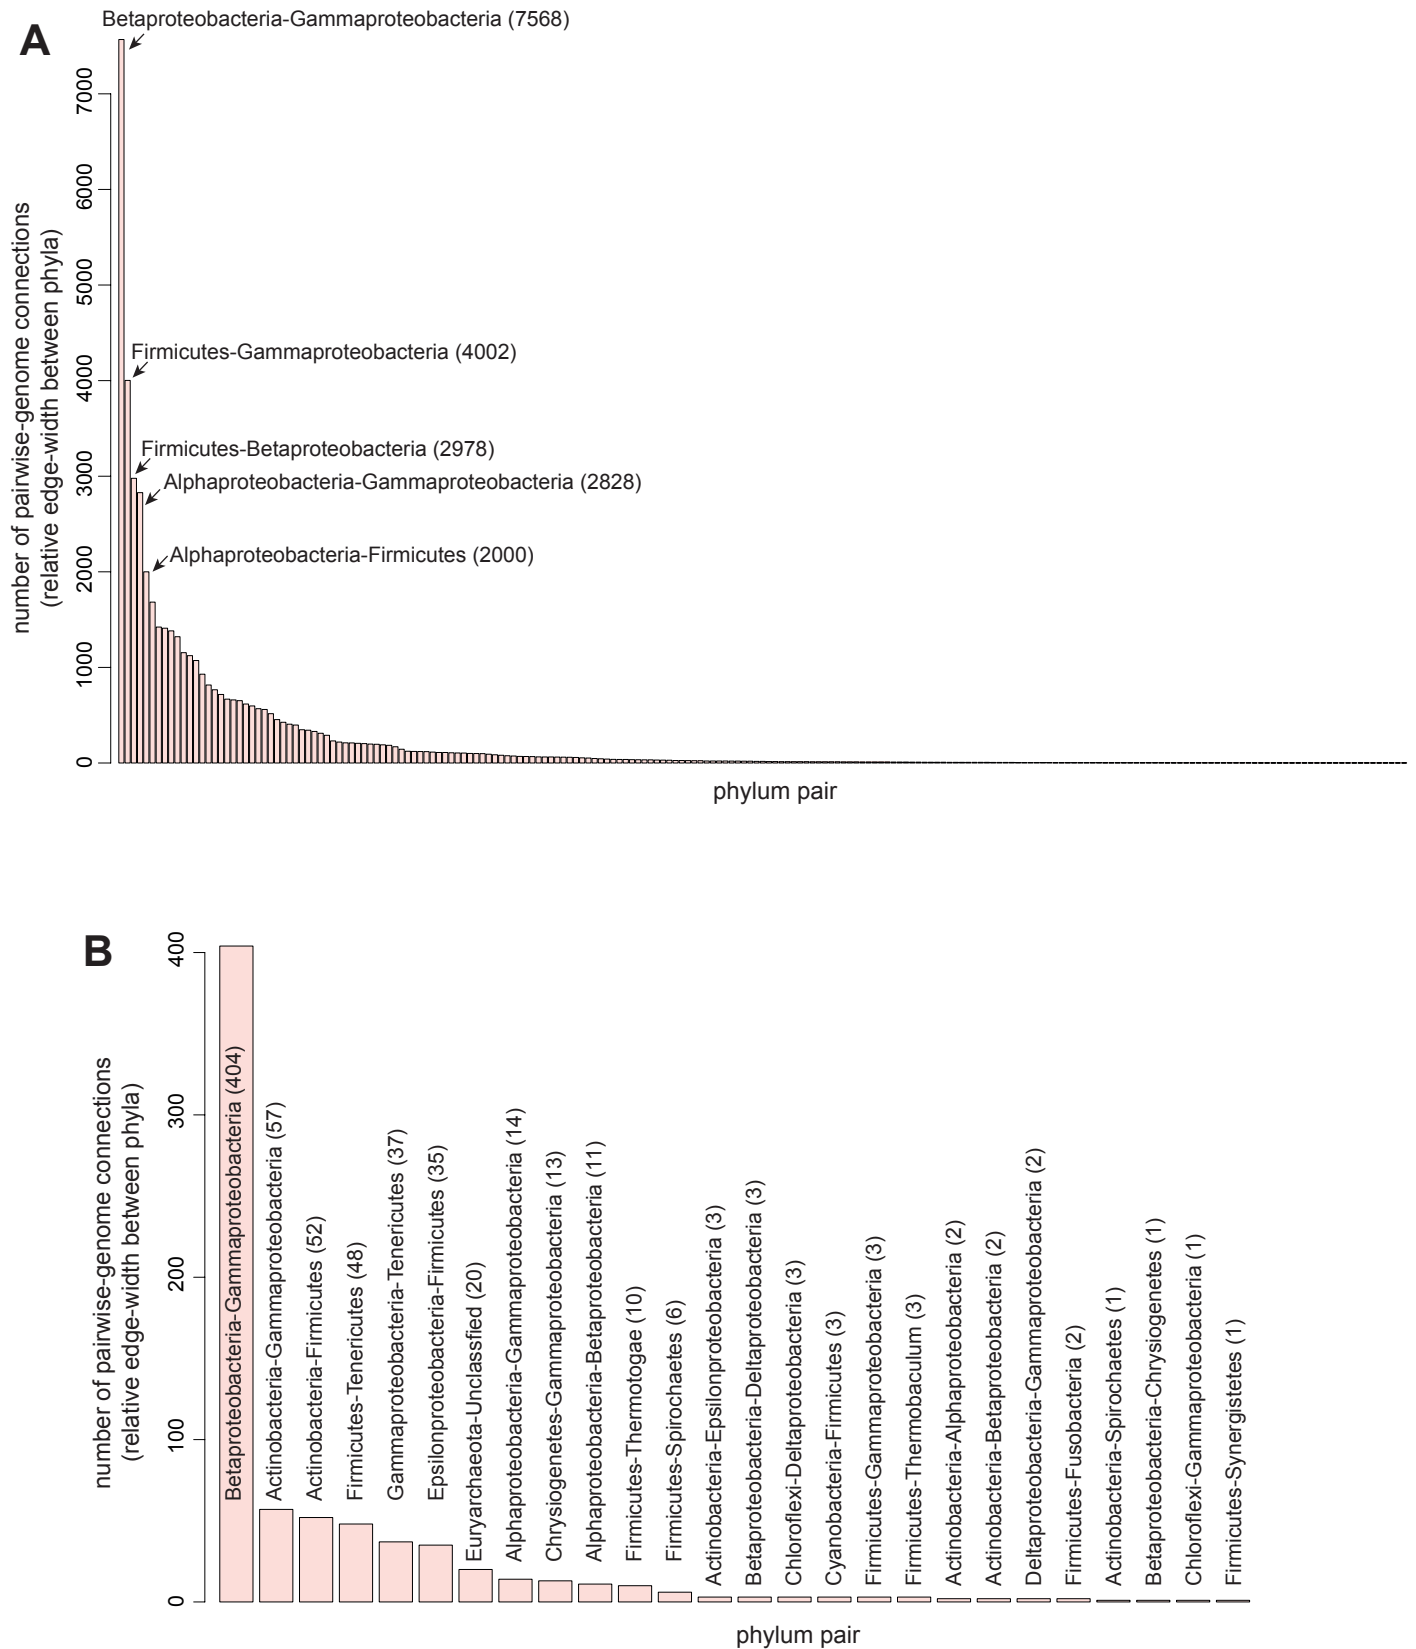 A
Betaproteobacteria-Gammaproteobacteria (7568)
Firmicutes-Gammaproteobacteria (4002)
Firmicutes-Betaproteobacteria (2978)
Alphaproteobacteria-Gammaproteobacteria (2828)
Alphaproteobacteria-Firmicutes (2000)
number of pairwise-genome connections
(relative edge-width between phyla)
7000
6000
5000
4000
3000
2000
1000
0
phylum pair
B
number of pairwise-genome connections
(relative edge-width between phyla)
400
300
200
100
0
Betaproteobacteria-Gammaproteobacteria (404)
Actinobacteria-Gammaproteobacteria (57)
Actinobacteria-Firmicutes (52)
Firmicutes-Tenericutes (48)
Gammaproteobacteria-Tenericutes (37)
Epsilonproteobacteria-Firmicutes (35)
Euryarchaeota-Unclassfied (20)
Alphaproteobacteria-Gammaproteobacteria (14)
Chrysiogenetes-Gammaproteobacteria (13)
Alphaproteobacteria-Betaproteobacteria (11)
Firmicutes-Thermotogae (10)
Firmicutes-Spirochaetes (6)
Actinobacteria-Epsilonproteobacteria (3)
Betaproteobacteria-Deltaproteobacteria (3)
Chloroflexi-Deltaproteobacteria (3)
Cyanobacteria-Firmicutes (3)
Firmicutes-Gammaproteobacteria (3)
Firmicutes-Thermobaculum (3)
Actinobacteria-Alphaproteobacteria (2)
Actinobacteria-Betaproteobacteria (2)
Deltaproteobacteria-Gammaproteobacteria (2)
Firmicutes-Fusobacteria (2)
Actinobacteria-Spirochaetes (1)
Betaproteobacteria-Chrysiogenetes (1)
Chloroflexi-Gammaproteobacteria (1)
Firmicutes-Synergistetes (1)
phylum pair